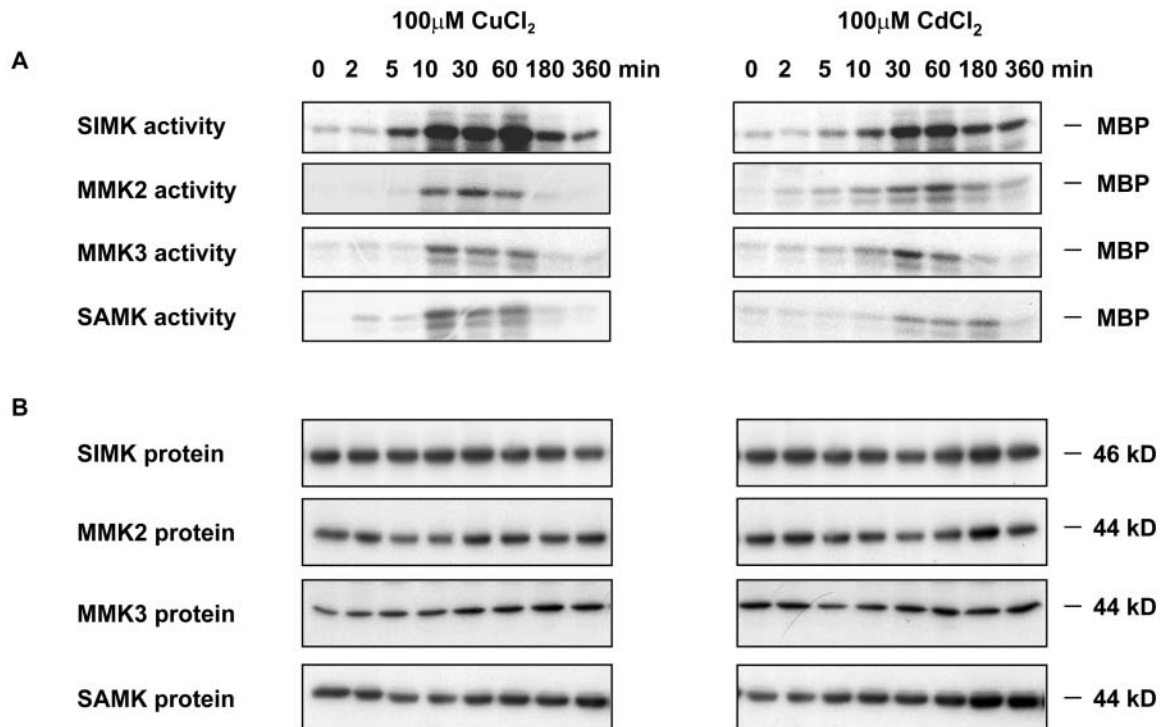 100μM CuCl₂ 100μM CdCl₂
A
0 2 5 10 30 60 180 360 min 0 2 5 10 30 60 180 360 min
SIMK activity MBP
MMK2 activity MBP
MMK3 activity MBP
SAMK activity MBP
B
SIMK protein 46 kD
MMK2 protein 44 kD
MMK3 protein 44 kD
SAMK protein 44 kD